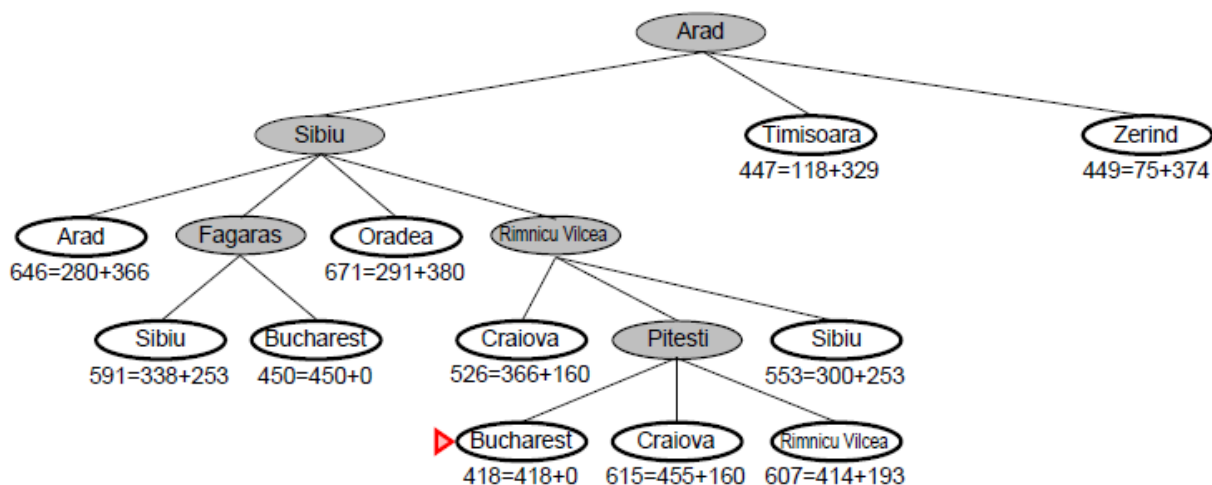 Arad
Sibiu
Timisoara
Zerind
447=118+329
449=75+374
Arad
Fagaras
Oradea
Rimnicu Vilcea
646=280+366
671=291+380
Sibiu
Bucharest
Craiova
Pitesti
Sibiu
591=338+253
450=450+0
526=366+160
553=300+253
Bucharest
Craiova
Rimnicu Vilcea
418=418+0
615=455+160
607=414+193